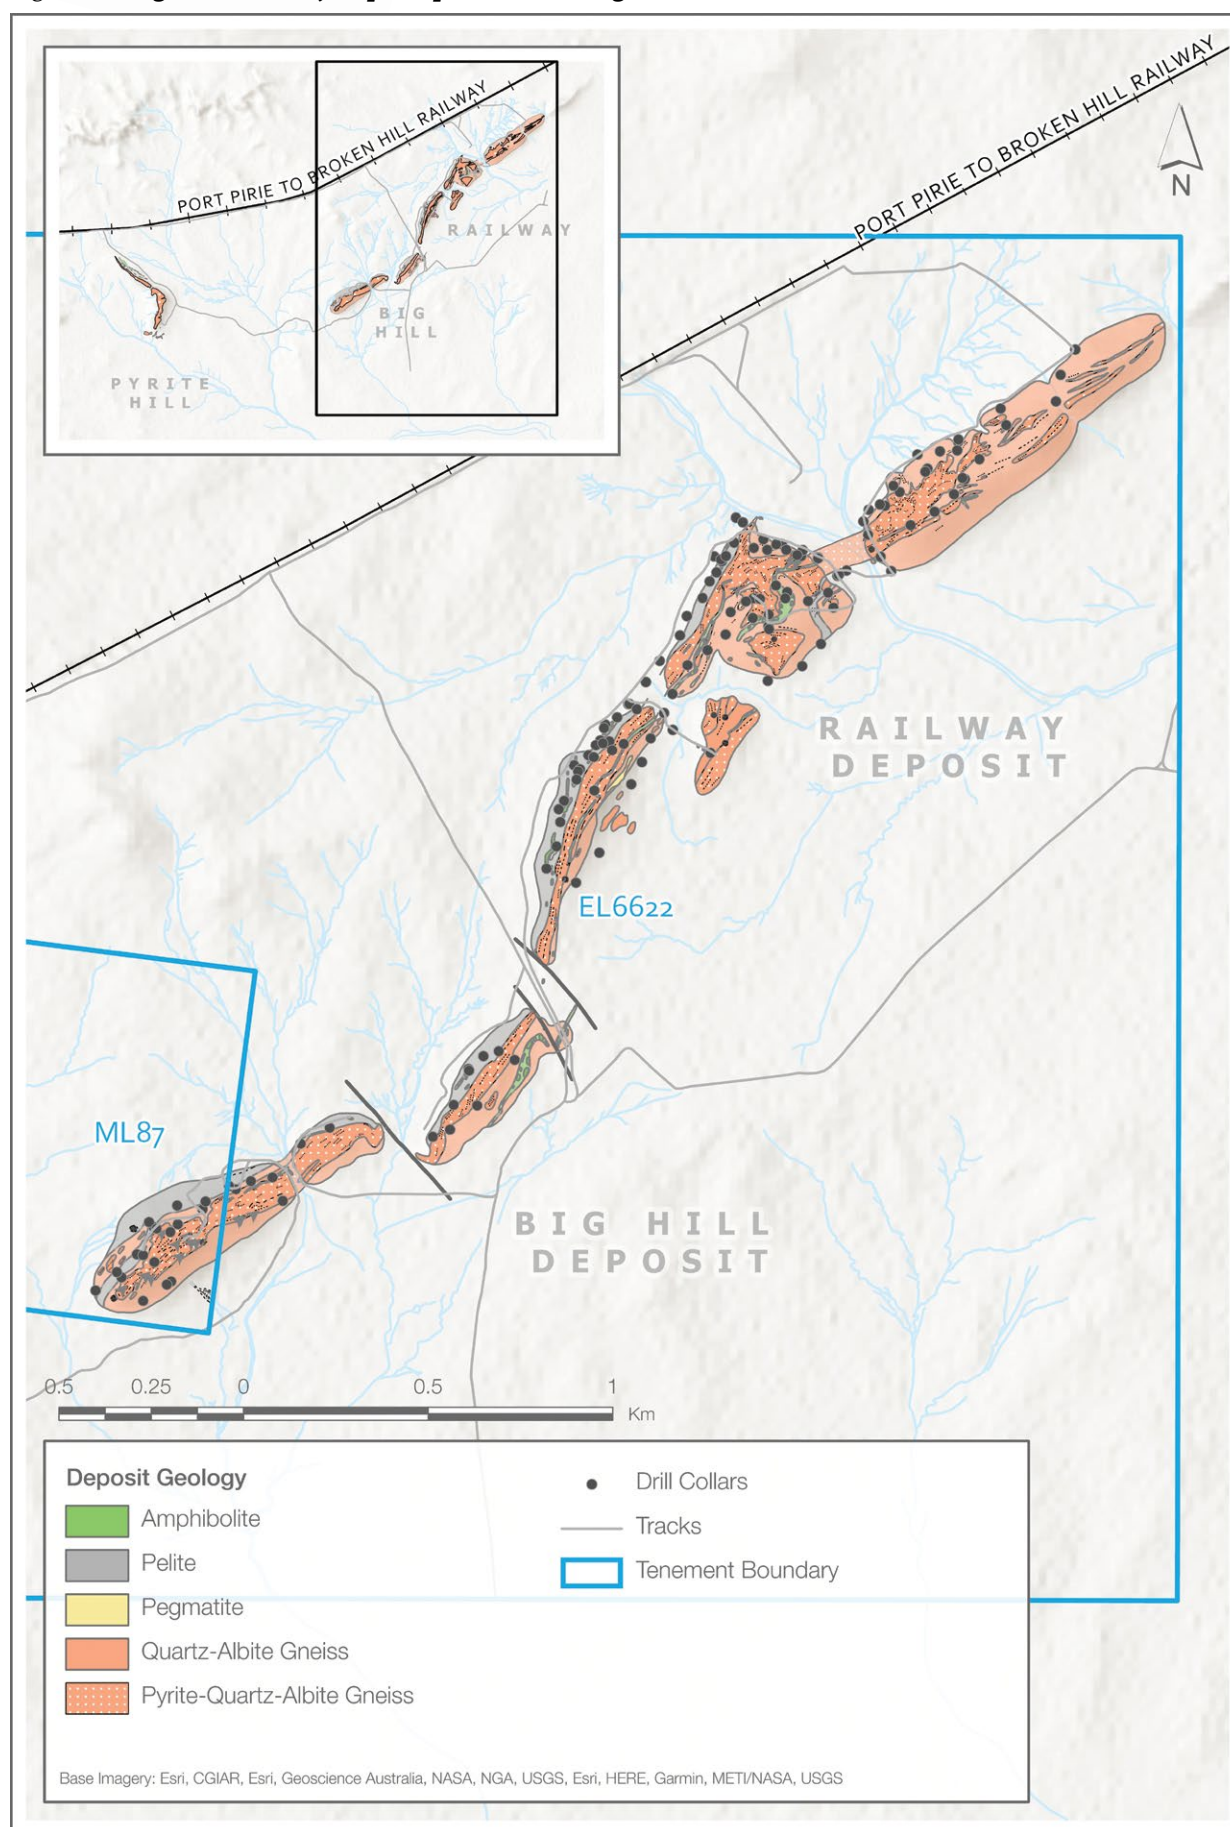 PORT PIRIE TO BROKEN HILL RAILWAY
RAILWAY
BIG
HILL
PYRITE
HILL
PORT PIRIE TO BROKEN HILL RAILWAY
N
RAILWAY
DEPOSIT
EL6622
ML87
BIG HILL
DEPOSIT
0.5 0.25 0 0.5 1
Km
Deposit Geology
Amphibolite
Pelite
Pegmatite
Quartz-Albite Gneiss
Pyrite-Quartz-Albite Gneiss
Drill Collars
Tracks
Tenement Boundary
Base Imagery: Esri, CGIAR, Esri, Geoscience Australia, NASA, NGA, USGS, Esri, HERE, Garmin, METI/NASA, USGS